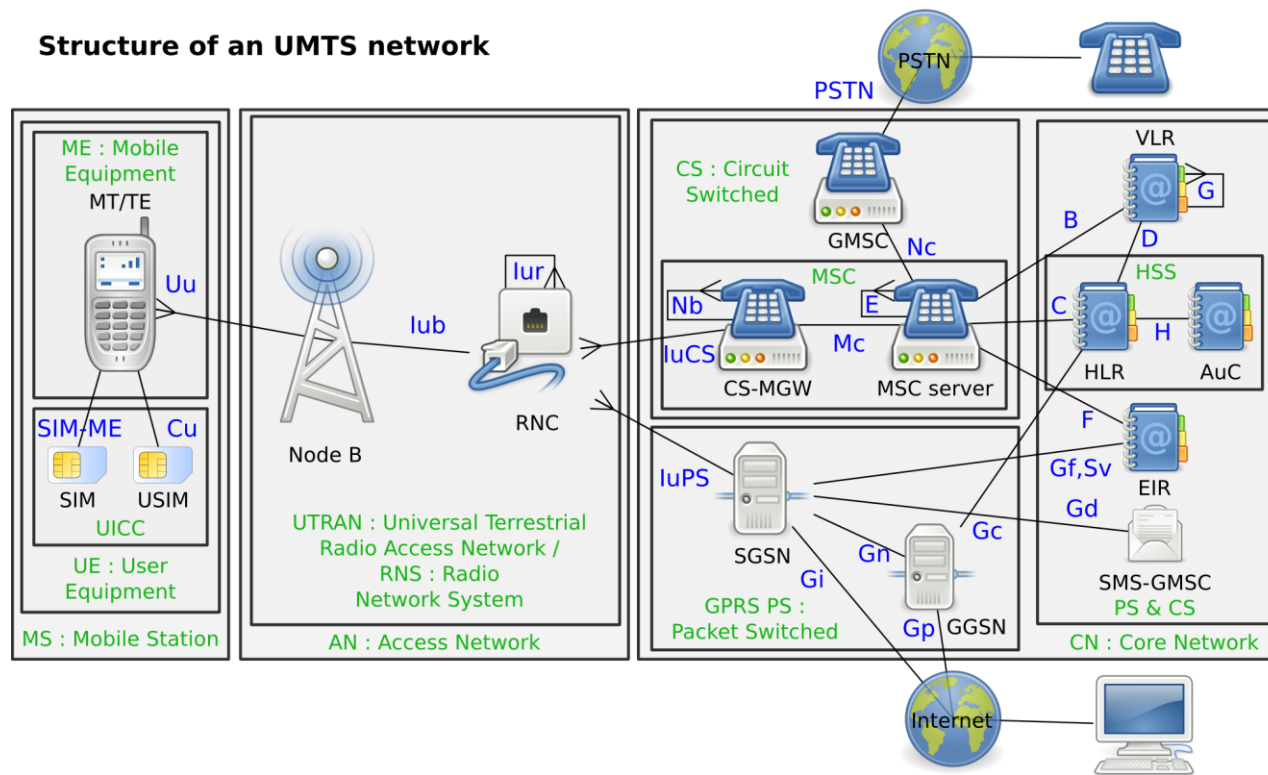 Structure of an UMTS network
PSTN
PSTN
ME : Mobile
Equipment
MT/TE
Uu
SIM-ME
Cu
SIM
USIM
UICC
UE : User
Equipment
MS : Mobile Station
Iub
Iur
Node B
RNC
UTRAN : Universal Terrestrial
Radio Access Network /
RNS : Radio
Network System
AN : Access Network
CS : Circuit
Switched
GMSC
Nc
MSC
Nb
E
IuCS
Mc
CS-MGW
MSC server
VLR
G
B
D
HSS
C
H
HLR
AuC
F
Gf,Sv
EIR
Gd
SMS-GMSC
PS & CS
CN : Core Network
IuPS
SGSN
Gn
Gc
Gi
GPRS PS :
Packet Switched
Gp
GGSN
Internet